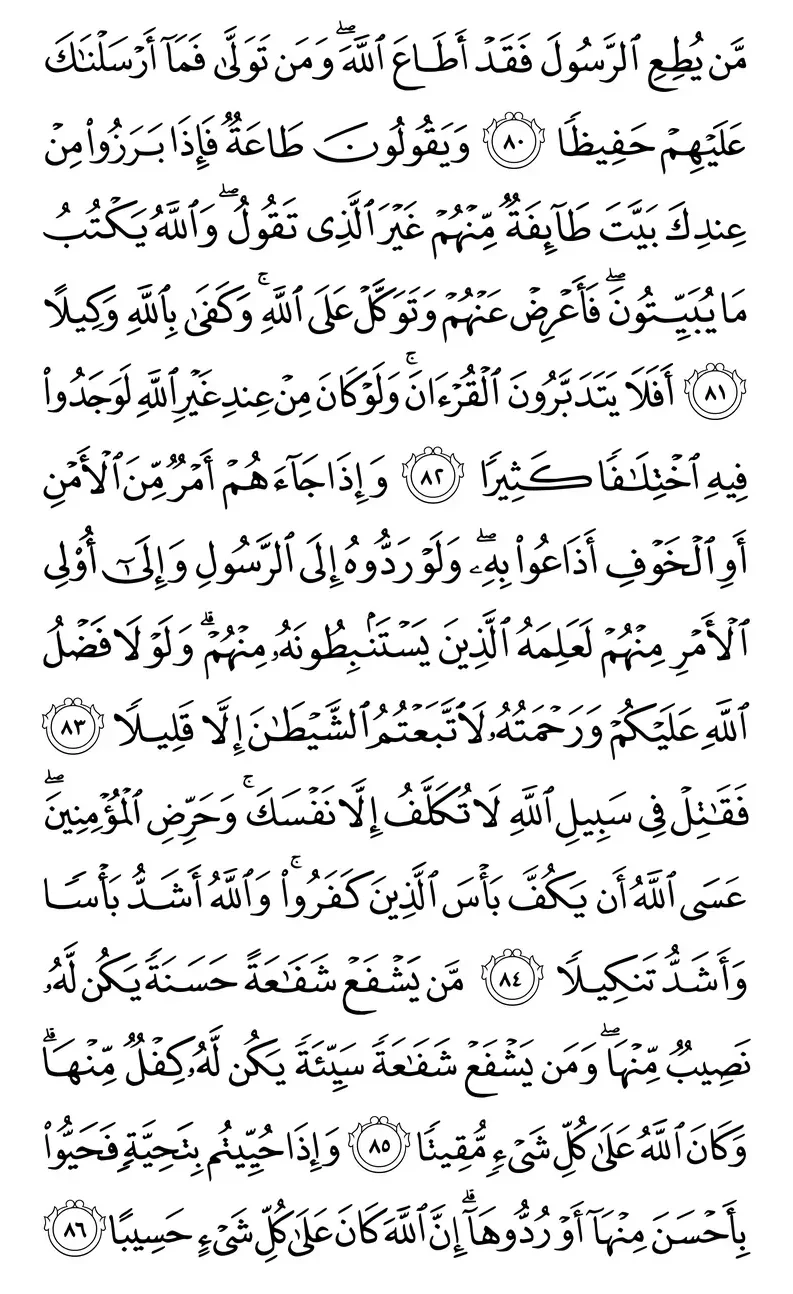 مَّن يُطِعِ ٱلرَّسُولَ فَقَدۡ أَطَاعَ ٱللَّهَۖ وَمَن تَوَلَّىٰ فَمَآ أَرۡسَلۡنَٰكَ
عَلَيۡهِمۡ حَفِيظٗا ٨٠ وَيَقُولُونَ طَاعَةٞ فَإِذَا بَرَزُواْ مِنۡ
عِندِكَ بَيَّتَ طَآئِفَةٞ مِّنۡهُمۡ غَيۡرَ ٱلَّذِي تَقُولُۖ وَٱللَّهُ يَكۡتُبُ
مَا يُبَيِّتُونَۖ فَأَعۡرِضۡ عَنۡهُمۡ وَتَوَكَّلۡ عَلَى ٱللَّهِۚ وَكَفَىٰ بِٱللَّهِ وَكِيلًا
٨١ أَفَلَا يَتَدَبَّرُونَ ٱلۡقُرۡءَانَۚ وَلَوۡ كَانَ مِنۡ عِندِ غَيۡرِ ٱللَّهِ لَوَجَدُواْ
فِيهِ ٱخۡتِلَٰفٗا كَثِيرٗا ٨٢ وَإِذَا جَآءَهُمۡ أَمۡرٞ مِّنَ ٱلۡأَمۡنِ
أَوِ ٱلۡخَوۡفِ أَذَاعُواْ بِهِۦۖ وَلَوۡ رَدُّوهُ إِلَى ٱلرَّسُولِ وَإِلَىٰٓ أُوْلِي
ٱلۡأَمۡرِ مِنۡهُمۡ لَعَلِمَهُ ٱلَّذِينَ يَسۡتَنۢبِطُونَهُۥ مِنۡهُمۡۗ وَلَوۡلَا فَضۡلُ
ٱللَّهِ عَلَيۡكُمۡ وَرَحۡمَتُهُۥ لَٱتَّبَعۡتُمُ ٱلشَّيۡطَٰنَ إِلَّا قَلِيلٗا ٨٣
فَقَٰتِلۡ فِي سَبِيلِ ٱللَّهِ لَا تُكَلَّفُ إِلَّا نَفۡسَكَۚ وَحَرِّضِ ٱلۡمُؤۡمِنِينَۖ
عَسَى ٱللَّهُ أَن يَكُفَّ بَأۡسَ ٱلَّذِينَ كَفَرُواْۚ وَٱللَّهُ أَشَدُّ بَأۡسٗا
وَأَشَدُّ تَنكِيلٗا ٨٤ مَّن يَشۡفَعۡ شَفَٰعَةً حَسَنَةٗ يَكُن لَّهُۥ
نَصِيبٞ مِّنۡهَاۖ وَمَن يَشۡفَعۡ شَفَٰعَةٗ سَيِّئَةٗ يَكُن لَّهُۥ كِفۡلٞ مِّنۡهَاۗ
وَكَانَ ٱللَّهُ عَلَىٰ كُلِّ شَيۡءٖ مُّقِيتٗا ٨٥ وَإِذَا حُيِّيتُم بِتَحِيَّةٖ فَحَيُّواْ
بِأَحۡسَنَ مِنۡهَآ أَوۡ رُدُّوهَآۗ إِنَّ ٱللَّهَ كَانَ عَلَىٰ كُلِّ شَيۡءٍ حَسِيبًا ٨٦